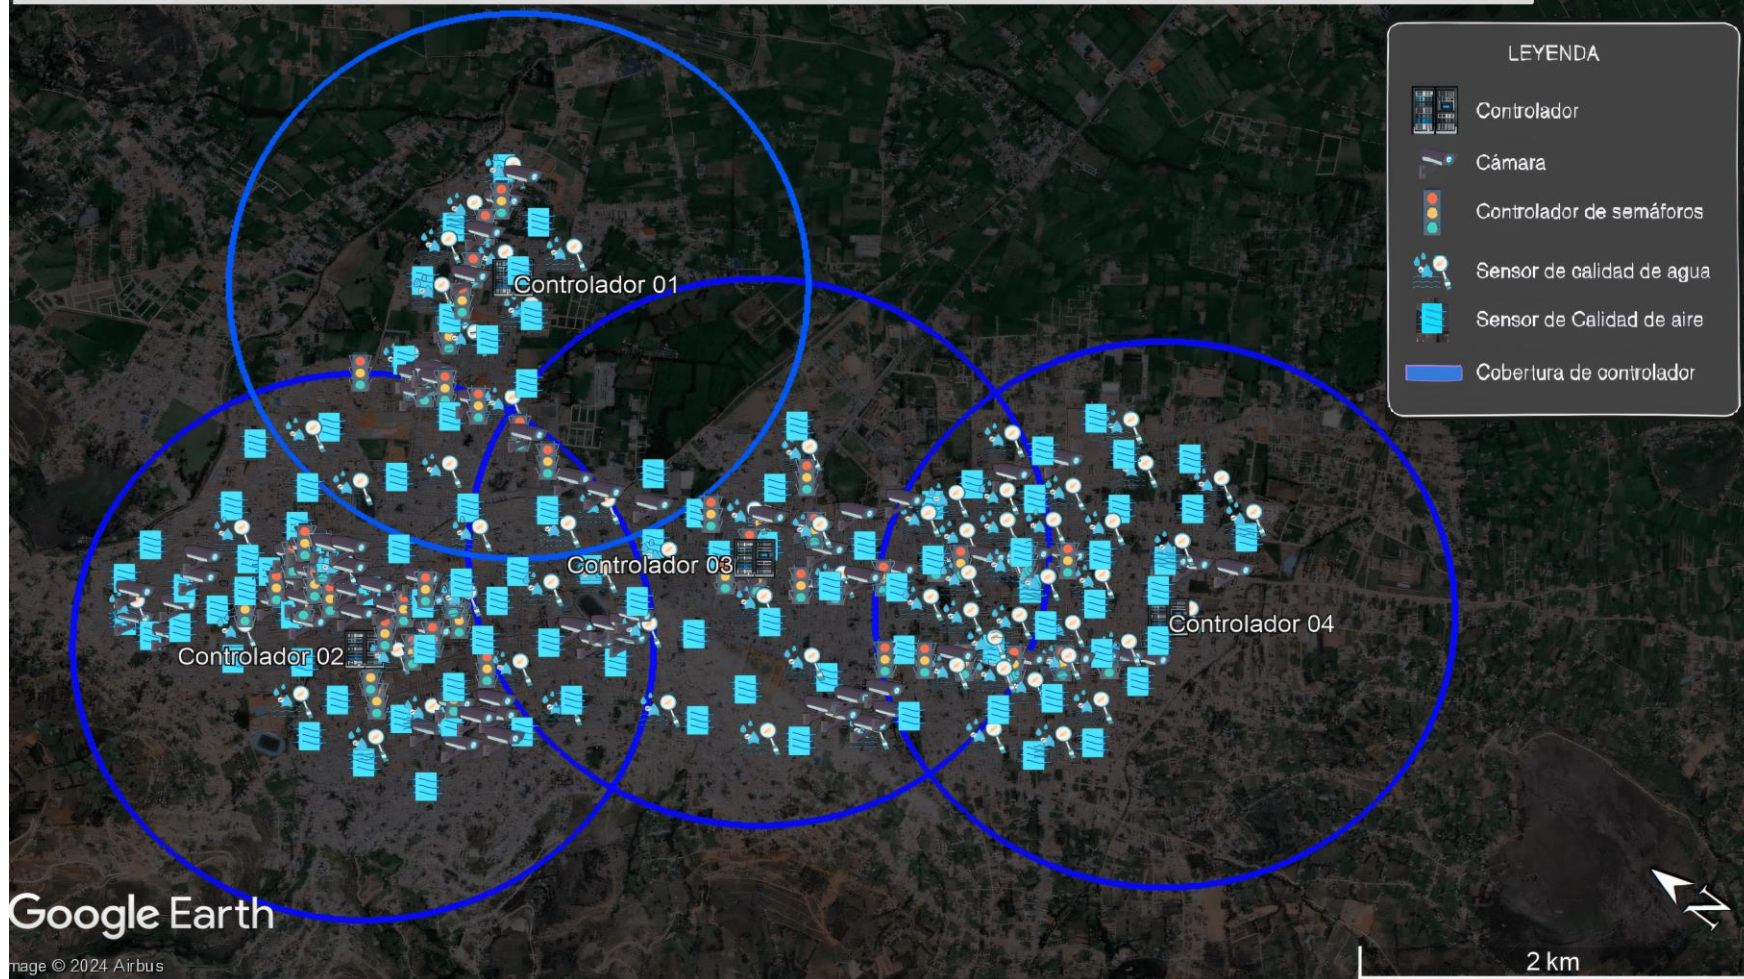 LEYENDA
Controlador
Cámara
Controlador de semáforos
Sensor de calidad de agua
Sensor de Calidad de aire
Cobertura de controlador
Controlador 01
Controlador 03
Controlador 04
Controlador 02
Google Earth
mage © 2024 Airbus
N
2 km